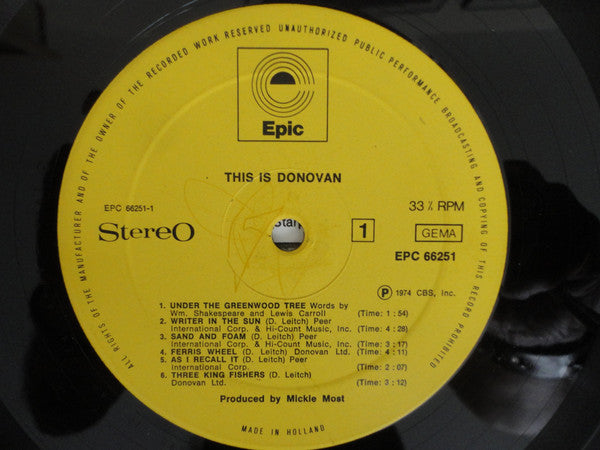 ALL RIGHTS OF THE MANUFACTURER AND OF THE OWNER OF THE RECORDED WORK RESERVED UNAUTHORIZED PUBLIC PERFORMANCE BROADCASTING AND COPYING OF THIS RECORD PROHIBITED
Epic
THIS IS DONOVAN
EPC 66251-1
33⅓ RPM
Stereo
1
GEMA
EPC 66251
Ⓟ 1974 CBS, Inc.
1. UNDER THE GREENWOOD TREE Words by
Wm. Shakespeare and Lewis Carroll (Time: 1 : 54)
2. WRITER IN THE SUN (D. Leitch) Peer
International Corp. & Hi-Count Music, Inc. (Time: 4 : 28)
3. SAND AND FOAM (D. Leitch) Peer
International Corp. & Hi-Count Music, Inc. (Time: 3 : 17)
4. FERRIS WHEEL (D. Leitch) Donovan Ltd. (Time: 4 : 11)
5. AS I RECALL IT (D. Leitch) Peer
International Corp. (Time: 2 : 07)
6. THREE KING FISHERS (D. Leitch)
Donovan Ltd. (Time: 3 : 12)
Produced by Mickie Most
MADE IN HOLLAND